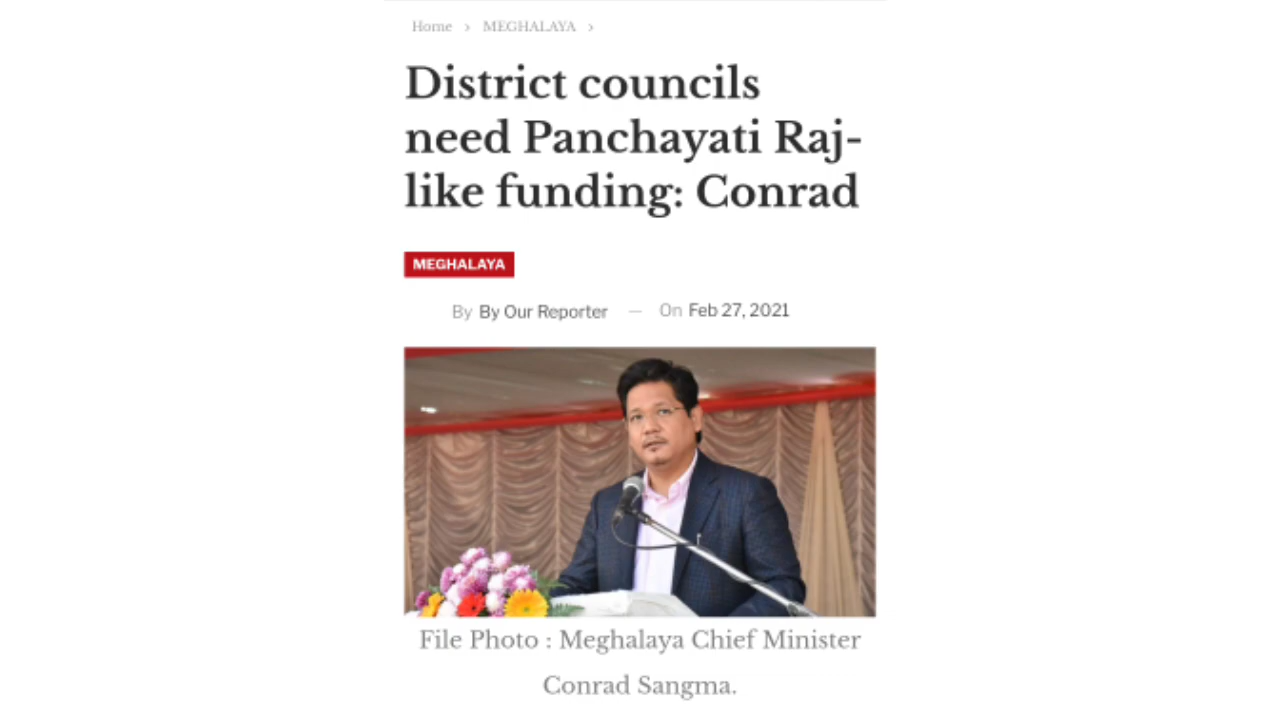 Home › MEGHALAYA ›
District councils
need Panchayati Raj-
like funding: Conrad
MEGHALAYA
By By Our Reporter — On Feb 27, 2021
File Photo : Meghalaya Chief Minister
Conrad Sangma.